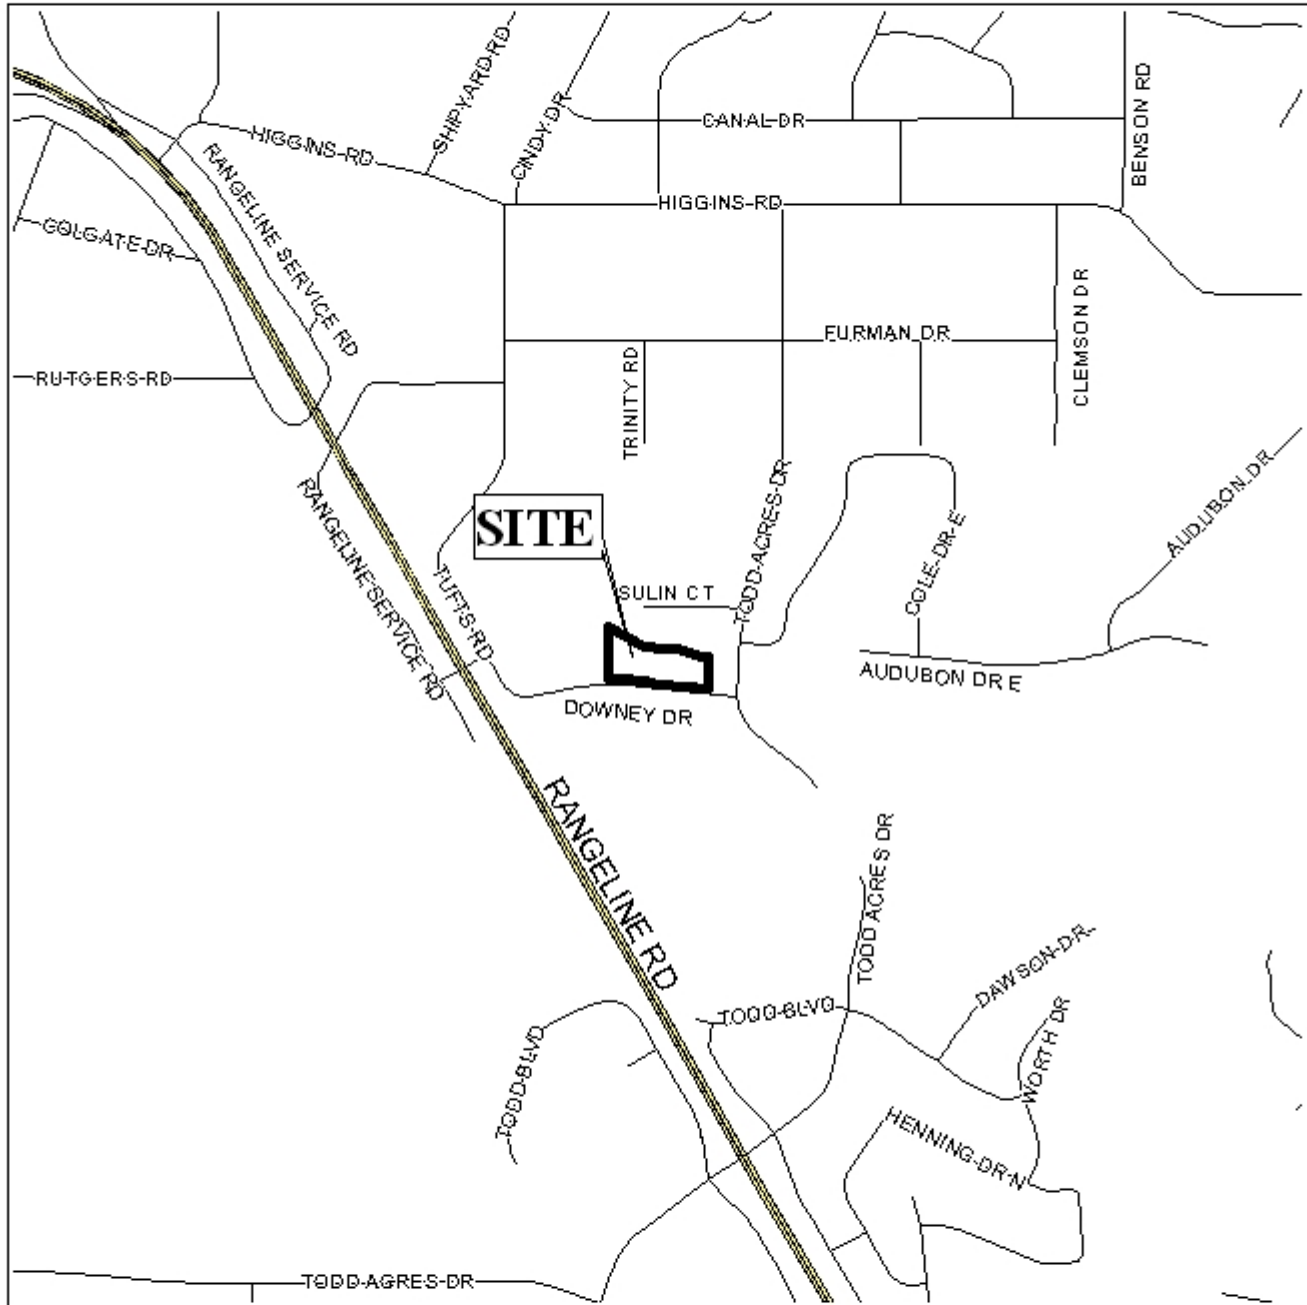 SHIPYARD RD
CINDY DR
CANAL DR
BENSON RD
HIGGINS RD
RANGELINE SERVICE RD
HIGGINS RD
COLGATE DR
CLEMSON DR
FURMAN DR
TRINITY RD
RUTGERS RD
TODD ACRES DR
AUDUBON DR
RANGELINE SERVICE RD
SITE
COLE DR E
TUFTS RD
SULIN CT
AUDUBON DR E
DOWNEY DR
RANGELINE RD
TODD ACRES DR
DAWSON DR
TODD BLVD
WORTH DR
TODD BLVD
HENNING DR N
TODD ACRES DR